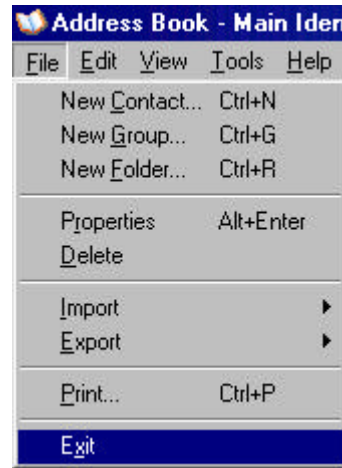 Address Book - Main Iden
File Edit View Tools Help
New Contact... Ctrl+N
New Group... Ctrl+G
New Folder... Ctrl+R
Properties Alt+Enter
Delete
Import
Export
Print... Ctrl+P
Exit